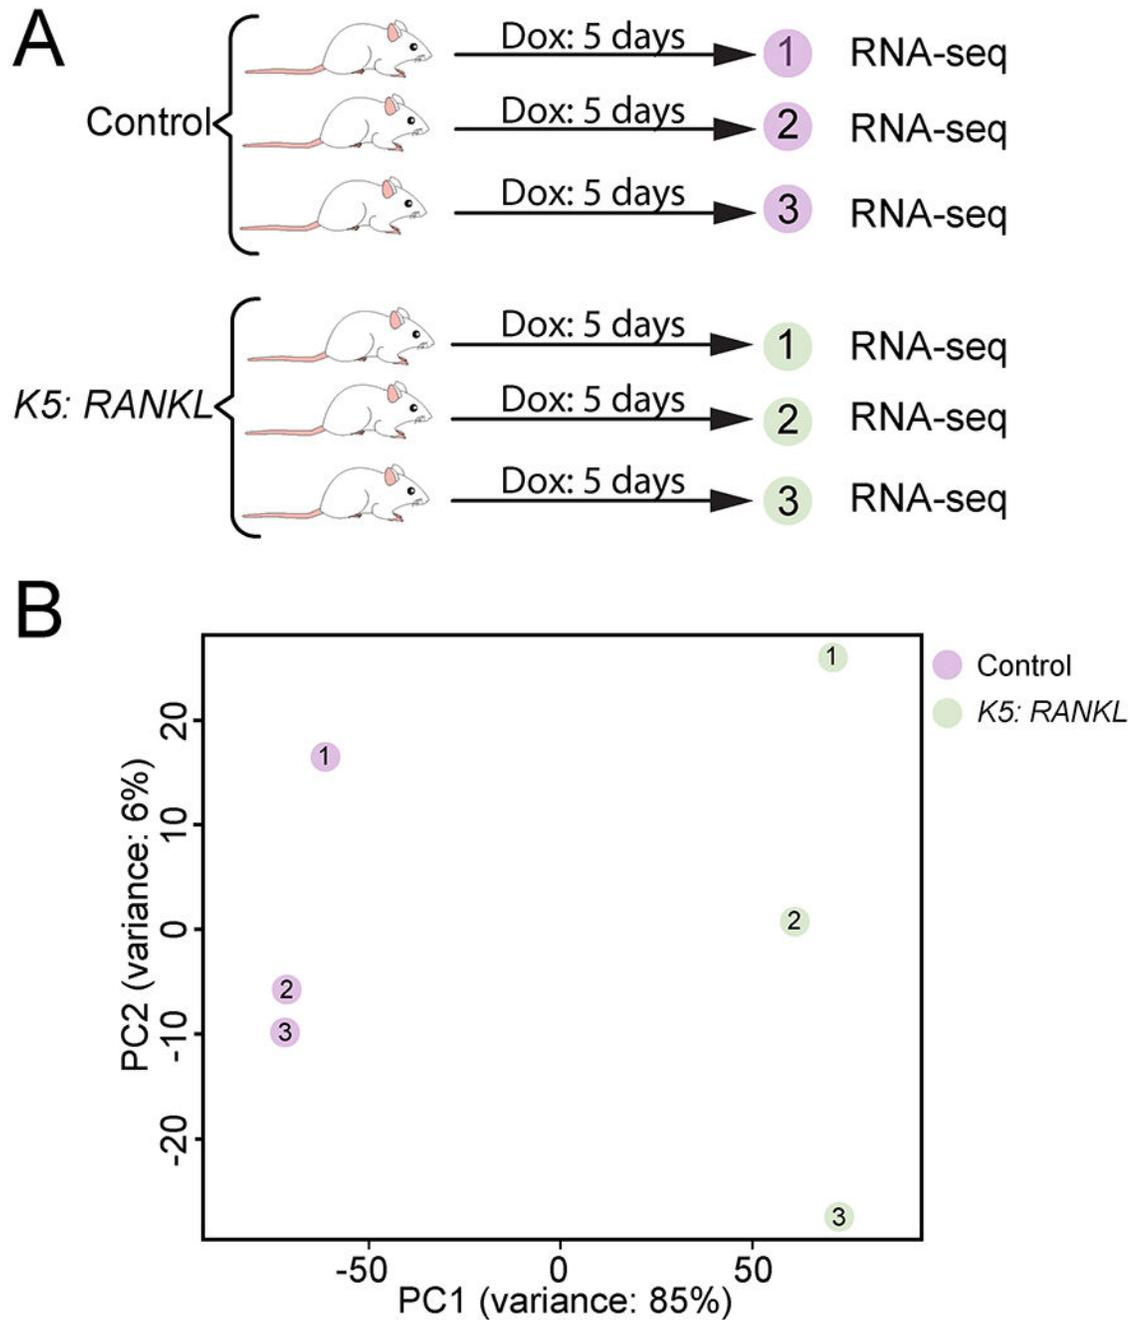 A
Control
Dox: 5 days 1 RNA-seq
Dox: 5 days 2 RNA-seq
Dox: 5 days 3 RNA-seq
K5: RANKL
Dox: 5 days 1 RNA-seq
Dox: 5 days 2 RNA-seq
Dox: 5 days 3 RNA-seq
B
PC2 (variance: 6%)
20
10
0
-10
-20
1
2
3
1
2
3
Control
K5: RANKL
-50 0 50
PC1 (variance: 85%)